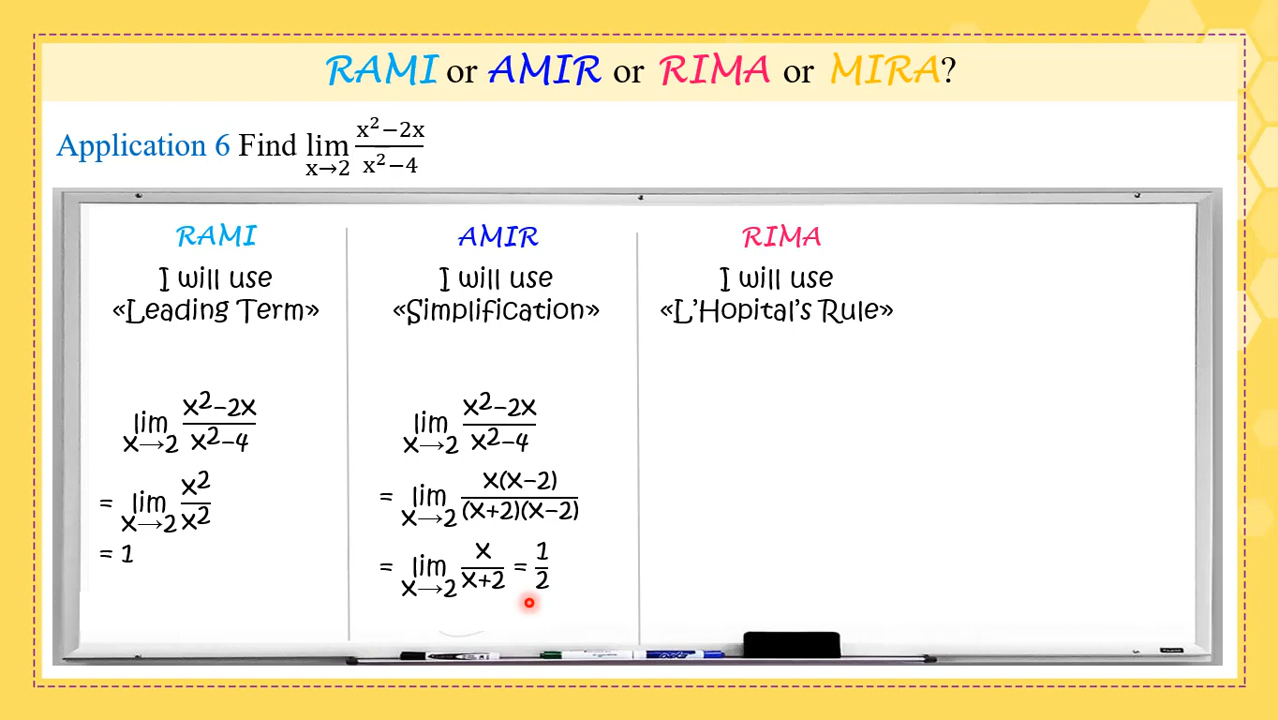 RAMI or AMIR or RIMA or MIRA?
Application 6 Find lim x→2 (x²−2x)/(x²−4)
RAMI
I will use
«Leading Term»
lim x→2 (x²−2x)/(x²−4)
= lim x→2 x²/x²
= 1
AMIR
I will use
«Simplification»
lim x→2 (x²−2x)/(x²−4)
= lim x→2 x(x−2)/(x+2)(x−2)
= lim x→2 x/(x+2) = 1/2
RIMA
I will use
«L'Hopital's Rule»